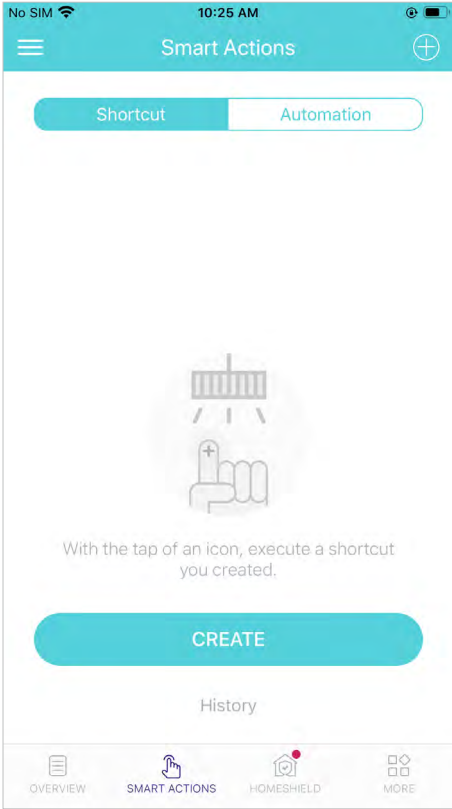 No SIM 10:25 AM
Smart Actions
Shortcut Automation
With the tap of an icon, execute a shortcut
you created.
CREATE
History
OVERVIEW SMART ACTIONS HOMESHIELD MORE